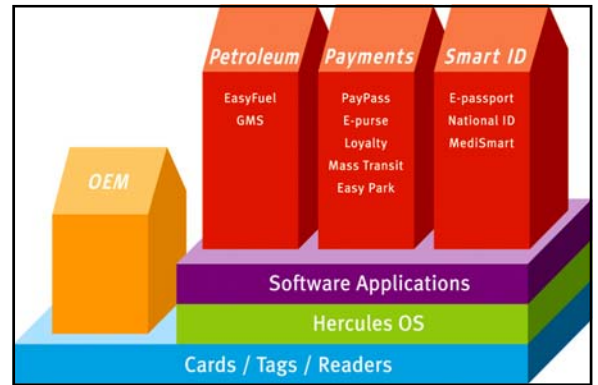 Petroleum
EasyFuel
GMS
Payments
PayPass
E-purse
Loyalty
Mass Transit
Easy Park
Smart ID
E-passport
National ID
MediSmart
OEM
Software Applications
Hercules OS
Cards / Tags / Readers